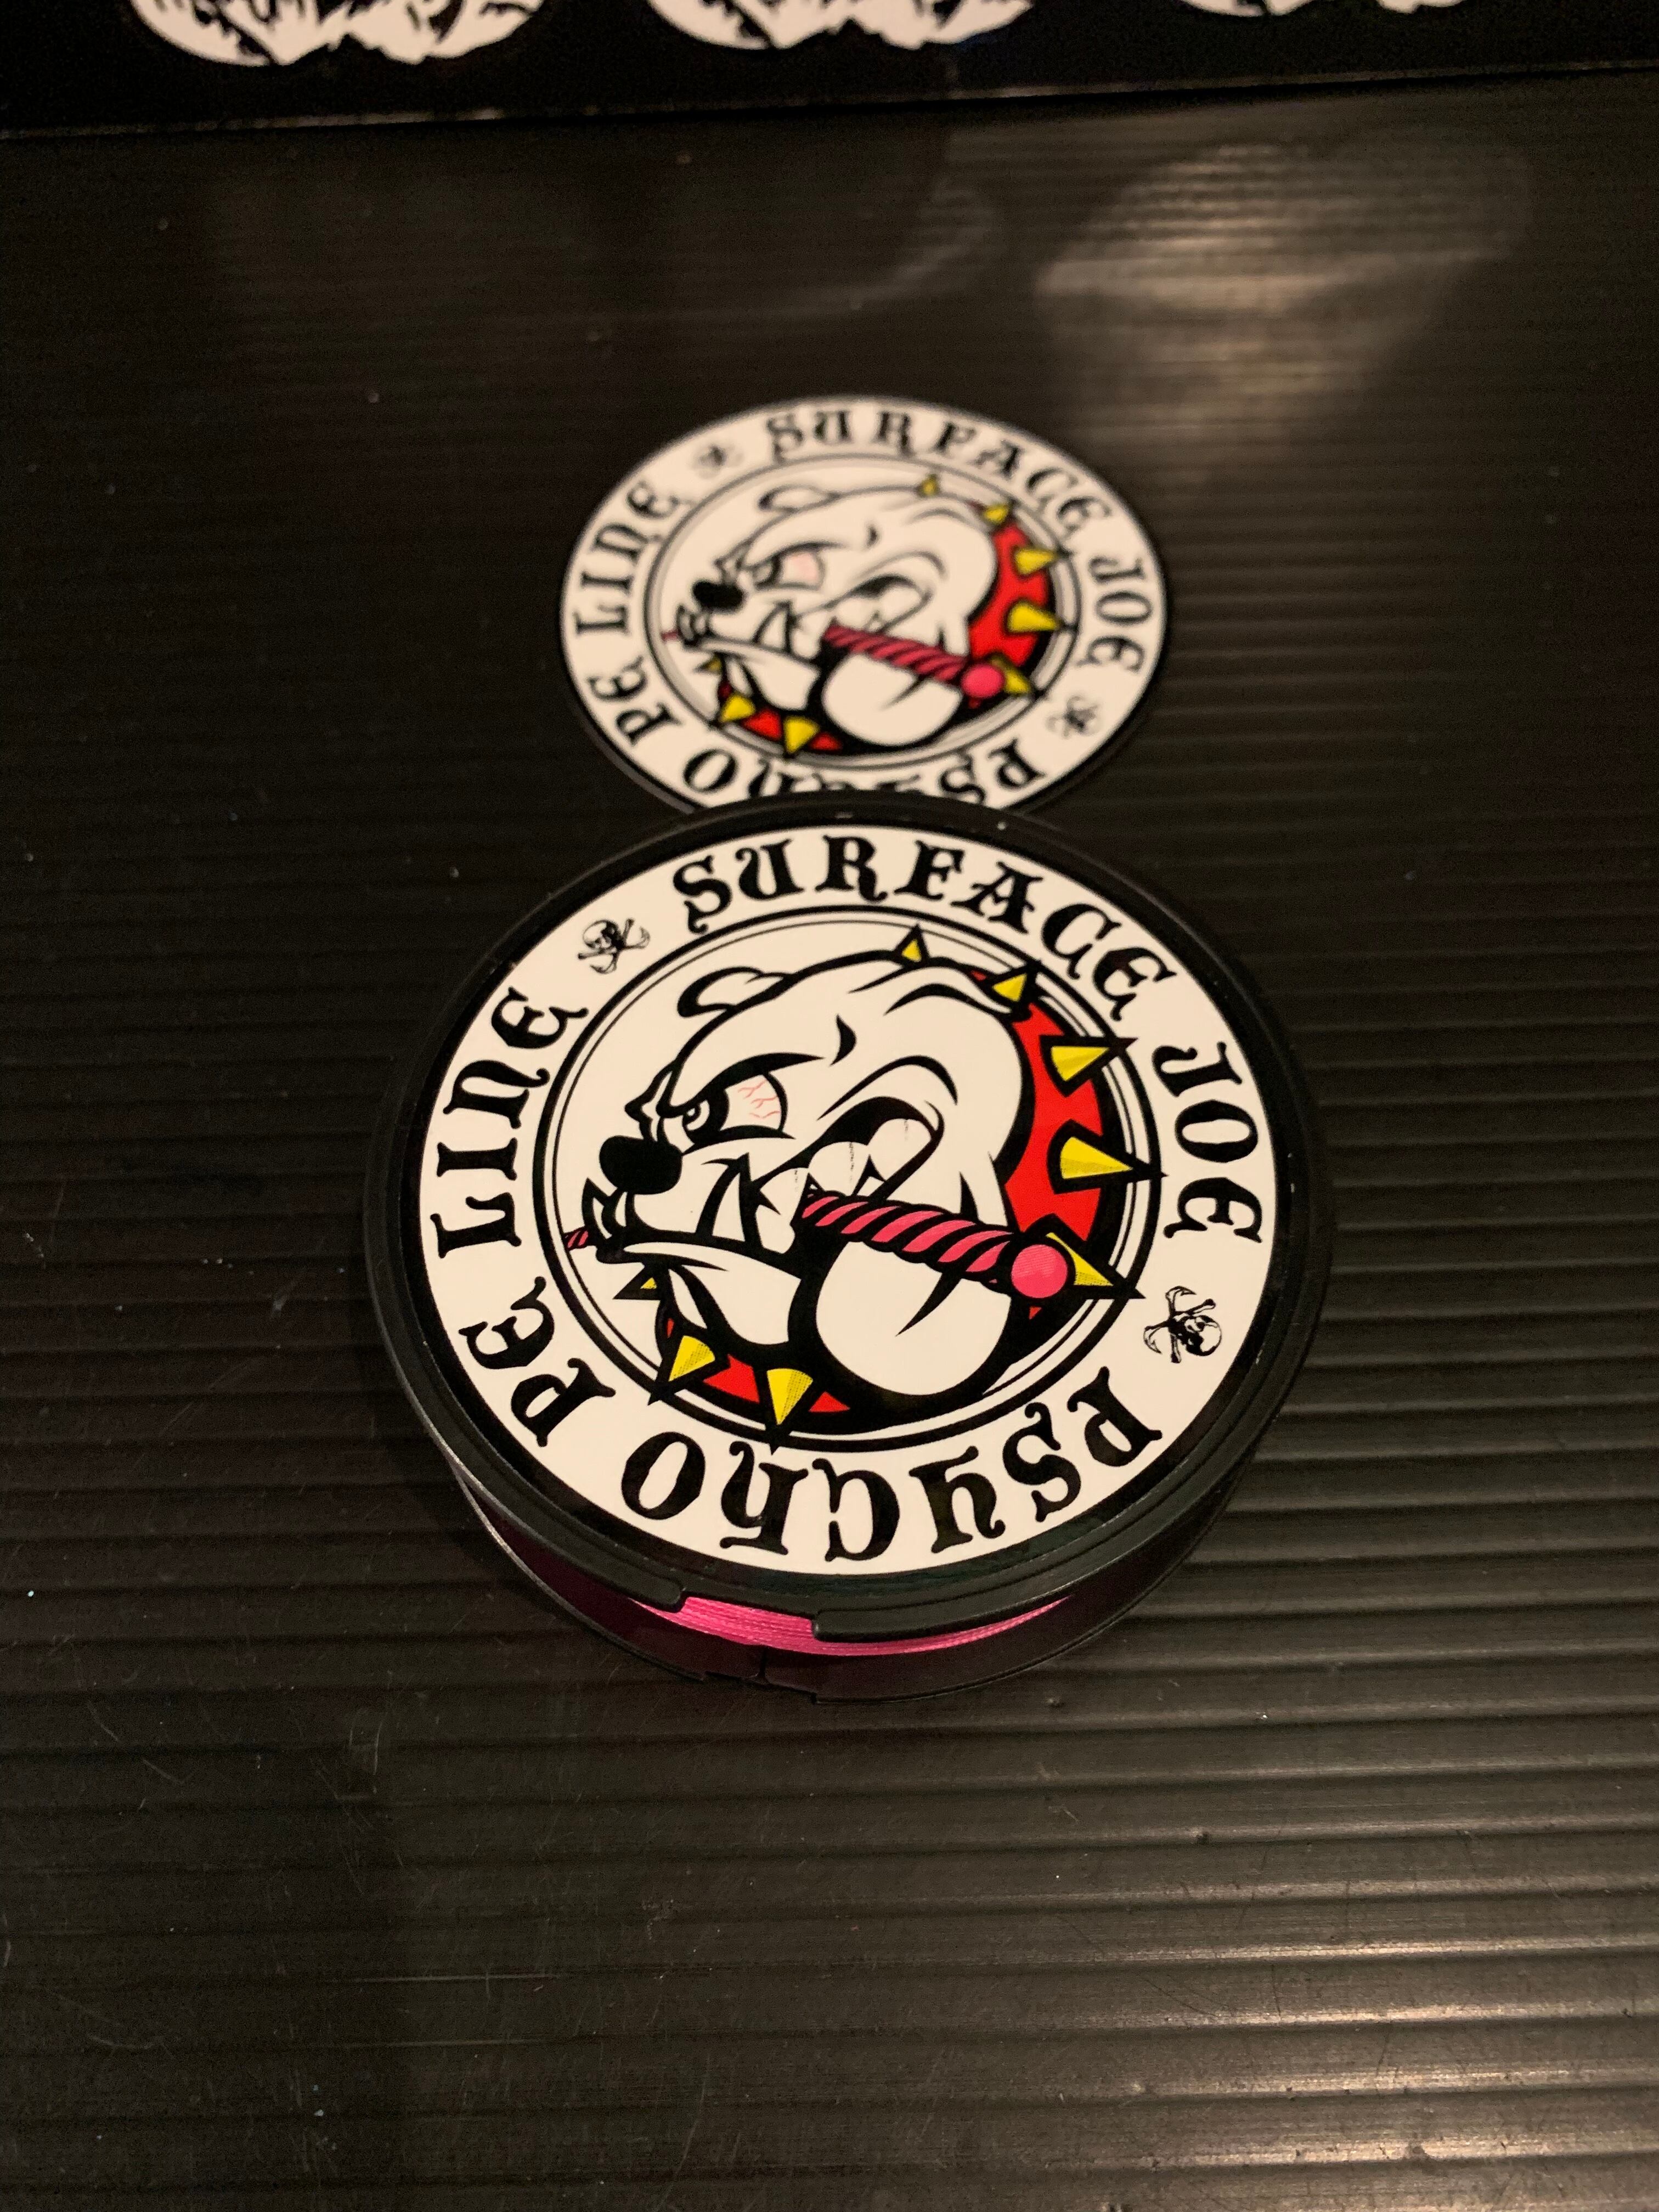 SURFACE JOE
PSYCHO PE LINE
SURFACE JOE
PSYCHO PE LINE